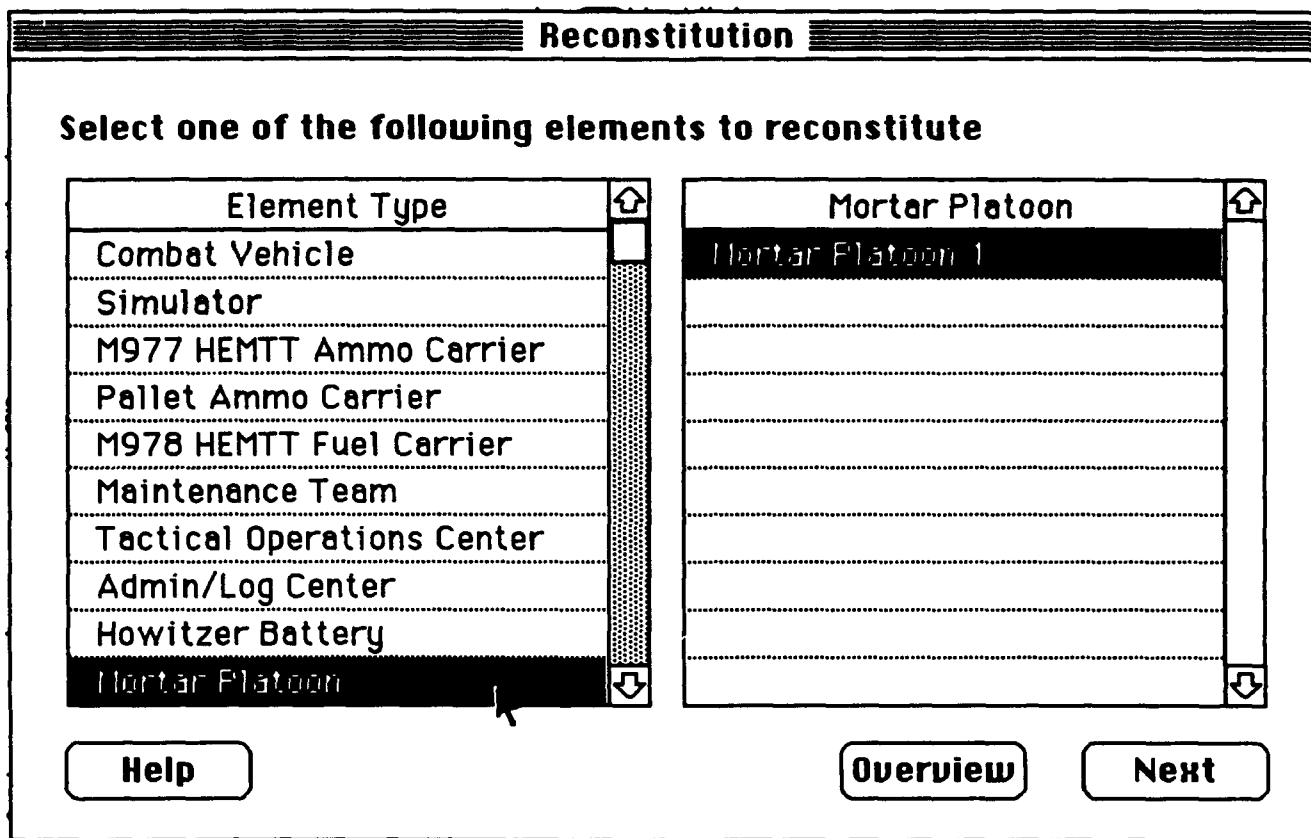 Reconstitution
Select one of the following elements to reconstitute
Element Type
Combat Vehicle
Simulator
M977 HEMTT Ammo Carrier
Pallet Ammo Carrier
M978 HEMTT Fuel Carrier
Maintenance Team
Tactical Operations Center
Admin/Log Center
Howitzer Battery
Mortar Platoon
Mortar Platoon
Mortar Platoon 1
Help
Overview
Next